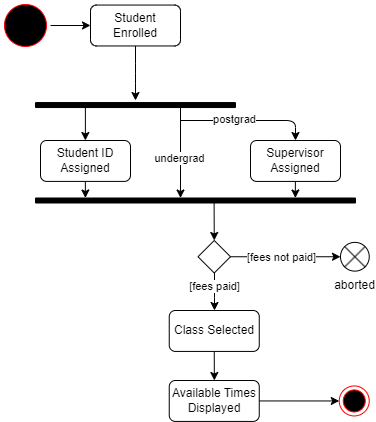 Student
Enrolled
postgrad
Student ID
Assigned
undergrad
Supervisor
Assigned
[fees not paid]
aborted
[fees paid]
Class Selected
Available Times
Displayed